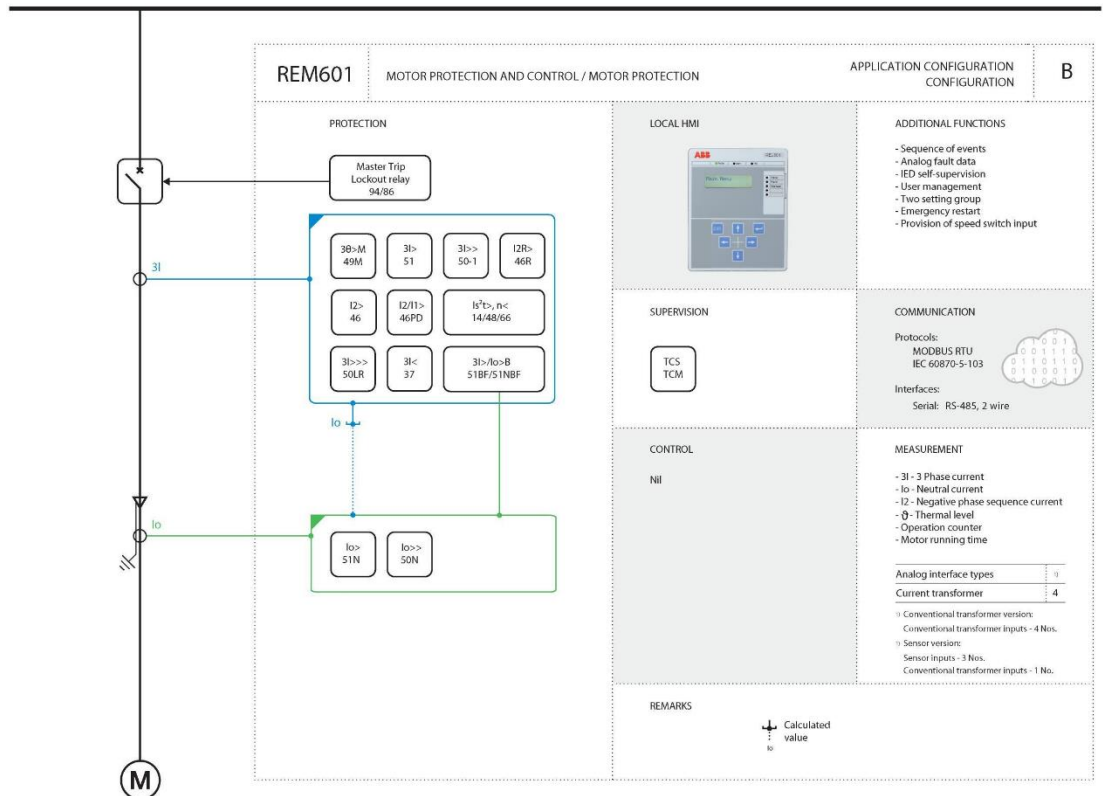 REM601
MOTOR PROTECTION AND CONTROL / MOTOR PROTECTION
APPLICATION CONFIGURATION
CONFIGURATION
B
PROTECTION
Master Trip
Lockout relay
94/86
3I
3θ>M
49M
3I>
51
3I>>
50-1
I2R>
46R
I2>
46
I2/I1>
46PD
Is²t>, n<
14/48/66
3I>>>
50LR
3I<
37
3I>/Io>B
51BF/51NBF
Io
Io
Io>
51N
Io>>
50N
M
LOCAL HMI
ABB
Main Menu
ADDITIONAL FUNCTIONS
- Sequence of events
- Analog fault data
- IED self-supervision
- User management
- Two setting group
- Emergency restart
- Provision of speed switch input
SUPERVISION
TCS
TCM
COMMUNICATION
Protocols:
MODBUS RTU
IEC 60870-5-103
Interfaces:
Serial: RS-485, 2 wire
CONTROL
Nil
MEASUREMENT
- 3I - 3 Phase current
- Io - Neutral current
- I2 - Negative phase sequence current
- ϑ - Thermal level
- Operation counter
- Motor running time
Analog interface types 1)
Current transformer 4
1) Conventional transformer version:
Conventional transformer inputs - 4 Nos.
1) Sensor version:
Sensor inputs - 3 Nos.
Conventional transformer inputs - 1 No.
REMARKS
Calculated
value
Io